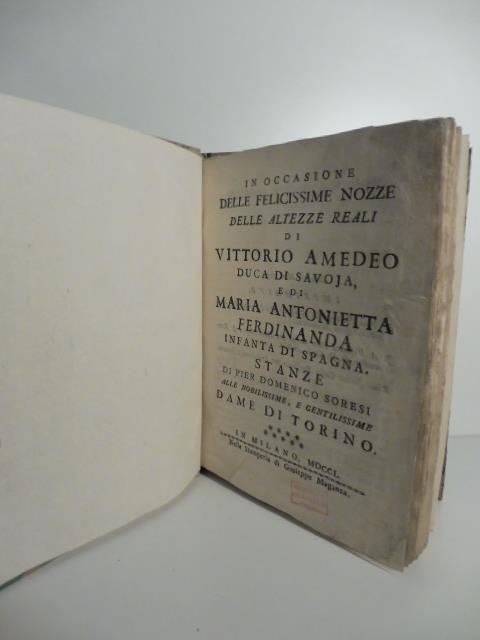 IN OCCASIONE
DELLE FELICISSIME NOZZE
DELLE ALTEZZE REALI
DI
VITTORIO AMEDEO
DUCA DI SAVOJA,
E DI
MARIA ANTONIETTA
FERDINANDA
INFANTA DI SPAGNA.
STANZE
DI PIER DOMENICO SORESI
ALLE NOBILISSIME, E GENTILISSIME
DAME DI TORINO.
IN MILANO, MDCCL.
Nella Stamperia di Giuseppe Maganza.